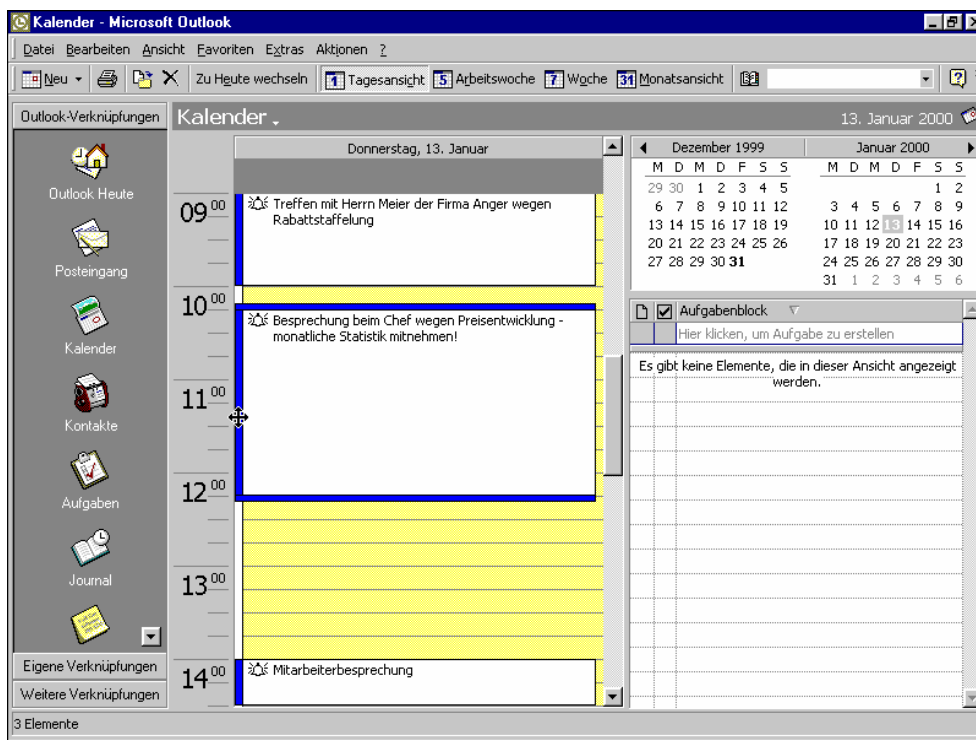 Kalender - Microsoft Outlook
Datei Bearbeiten Ansicht Favoriten Extras Aktionen ?
Neu Zu Heute wechseln 1 Tagesansicht 5 Arbeitswoche 7 Woche 31 Monatsansicht
Outlook-Verknüpfungen
Outlook Heute
Posteingang
Kalender
Kontakte
Aufgaben
Journal
Eigene Verknüpfungen
Weitere Verknüpfungen
Kalender
13. Januar 2000
Donnerstag, 13. Januar
09 00
Treffen mit Herrn Meier der Firma Anger wegen
Rabattstaffelung
10 00
Besprechung beim Chef wegen Preisentwicklung -
monatliche Statistik mitnehmen!
11 00
12 00
13 00
14 00
Mitarbeiterbesprechung
Dezember 1999
M D M D F S S
29 30 1 2 3 4 5
6 7 8 9 10 11 12
13 14 15 16 17 18 19
20 21 22 23 24 25 26
27 28 29 30 31
Januar 2000
M D M D F S S
1 2
3 4 5 6 7 8 9
10 11 12 13 14 15 16
17 18 19 20 21 22 23
24 25 26 27 28 29 30
31 1 2 3 4 5 6
Aufgabenblock
Hier klicken, um Aufgabe zu erstellen
Es gibt keine Elemente, die in dieser Ansicht angezeigt
werden.
3 Elemente